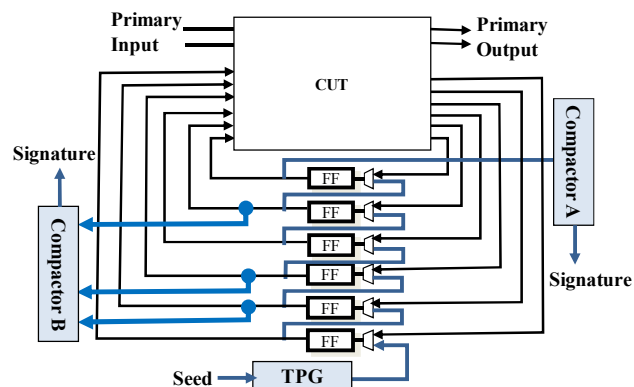 Primary
Input
Primary
Output
CUT
Compactor A
Signature
Signature
Compactor B
FF
FF
FF
FF
FF
FF
Seed
TPG